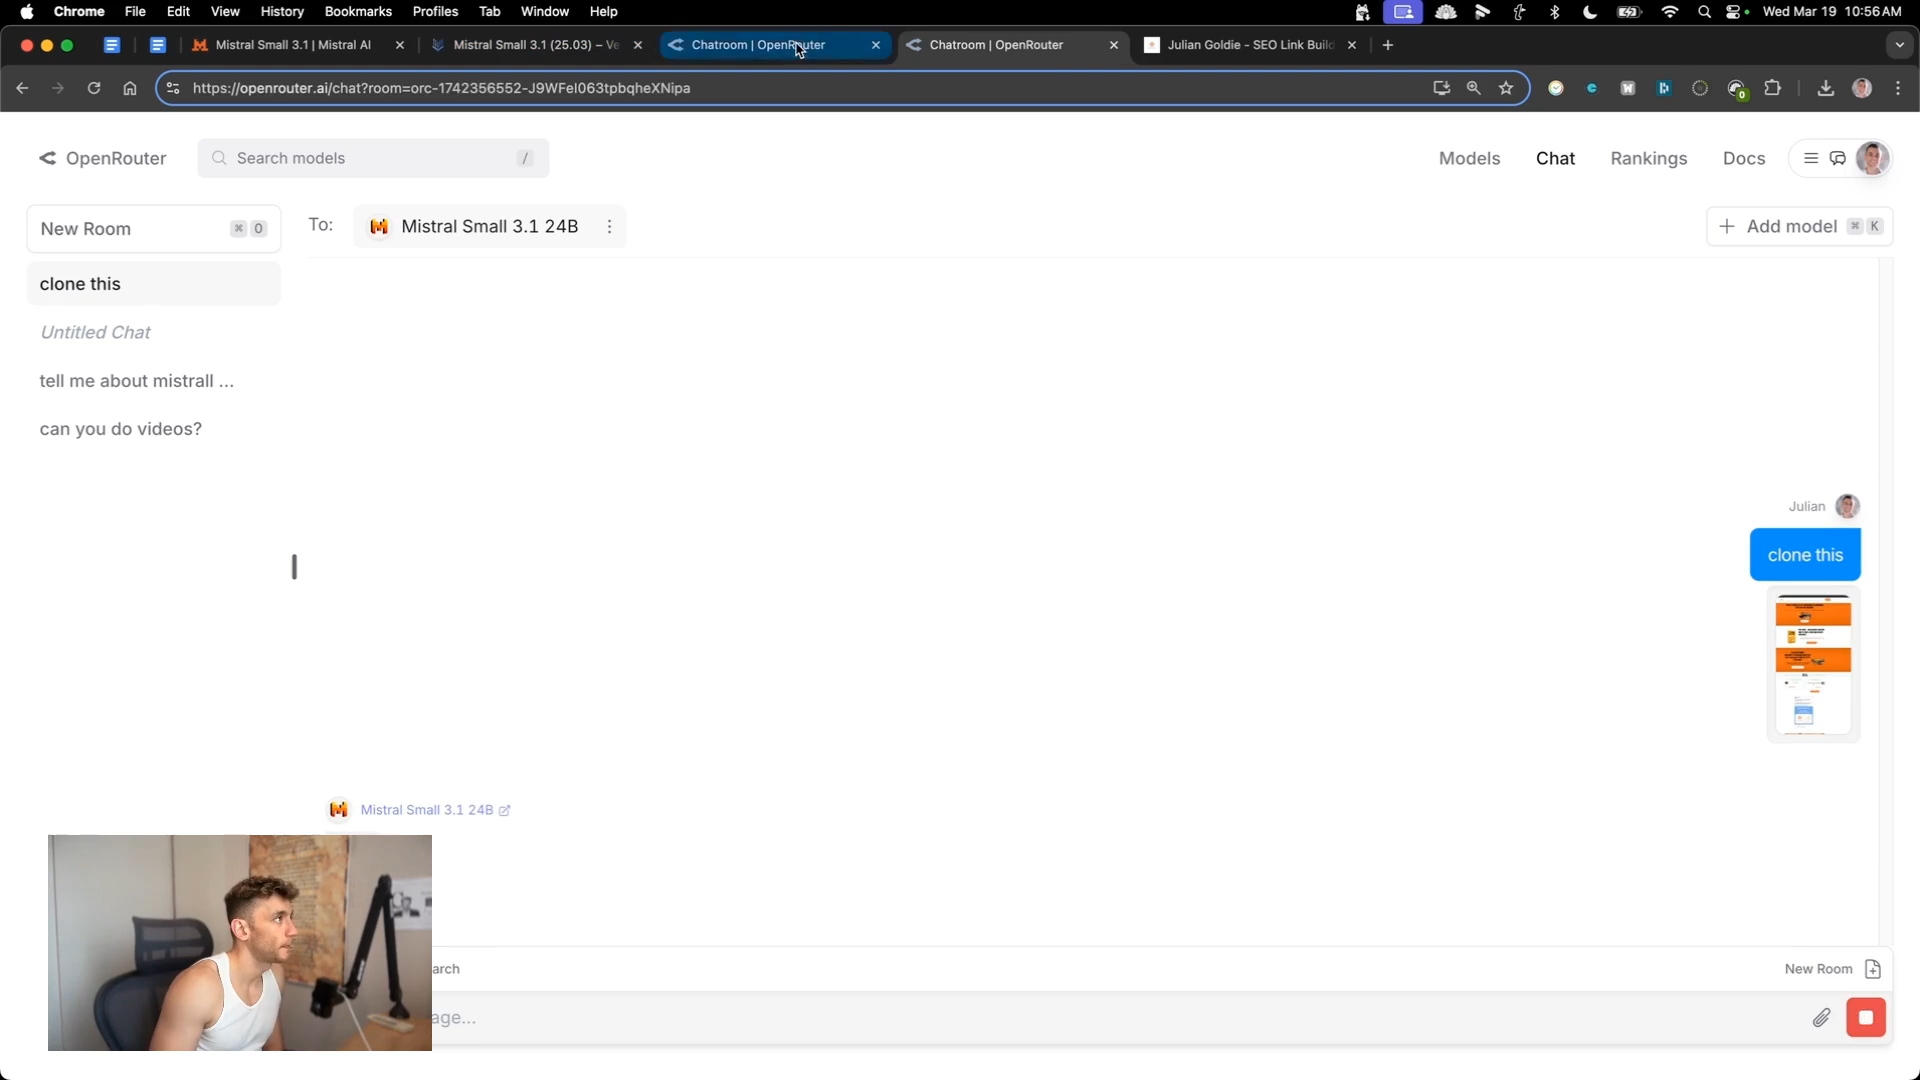 Chrome File Edit View History Bookmarks Profiles Tab Window Help Wed Mar 19 10:56 AM
Mistral Small 3.1 | Mistral AI Mistral Small 3.1 (25.03) – Ve Chatroom | OpenRouter Chatroom | OpenRouter Julian Goldie - SEO Link Build
https://openrouter.ai/chat?room=orc-1742356552-J9WFel063tpbqheXNipa
OpenRouter Search models / Models Chat Rankings Docs
New Room ⌘ O To: Mistral Small 3.1 24B Add model ⌘ K
clone this
Untitled Chat
tell me about mistrall ...
can you do videos?
Julian
clone this
Mistral Small 3.1 24B
arch New Room
age...